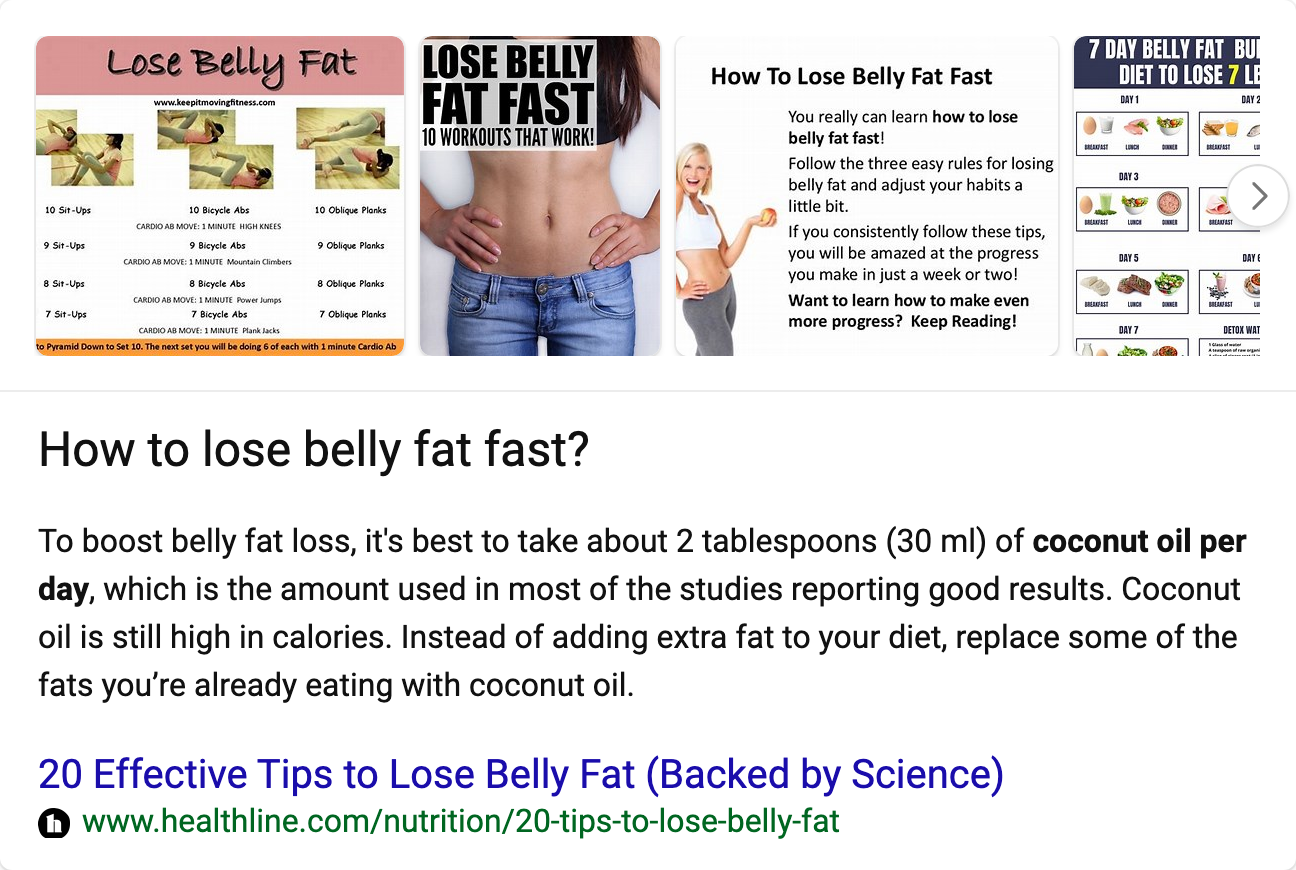 Lose Belly Fat
www.keepitmovingfitness.com
10 Sit-Ups
10 Bicycle Abs
10 Oblique Planks
CARDIO AB MOVE: 1 MINUTE HIGH KNEES
9 Sit-Ups
9 Bicycle Abs
9 Oblique Planks
CARDIO AB MOVE: 1 MINUTE Mountain Climbers
8 Sit-Ups
8 Bicycle Abs
8 Oblique Planks
CARDIO AB MOVE: 1 MINUTE Power Jumps
7 Sit-Ups
7 Bicycle Abs
7 Oblique Planks
CARDIO AB MOVE: 1 MINUTE Plank Jacks
to Pyramid Down to Set 10. The next set you will be doing 6 of each with 1 minute Cardio Ab
LOSE BELLY
FAT FAST
10 WORKOUTS THAT WORK!
How To Lose Belly Fat Fast
You really can learn how to lose
belly fat fast!
Follow the three easy rules for losing
belly fat and adjust your habits a
little bit.
If you consistently follow these tips,
you will be amazed at the progress
you make in just a week or two!
Want to learn how to make even
more progress? Keep Reading!
7 DAY BELLY FAT BU
DIET TO LOSE 7 L
DAY 1
DAY 2
BREAKFAST
LUNCH
DINNER
BREAKFAST
DAY 3
BREAKFAST
LUNCH
DINNER
DAY 5
DAY 6
BREAKFAST
LUNCH
DINNER
BREAKFAST
DAY 7
DETOX WAT
1 Glass of water
How to lose belly fat fast?
To boost belly fat loss, it's best to take about 2 tablespoons (30 ml) of coconut oil per
day, which is the amount used in most of the studies reporting good results. Coconut
oil is still high in calories. Instead of adding extra fat to your diet, replace some of the
fats you’re already eating with coconut oil.
20 Effective Tips to Lose Belly Fat (Backed by Science)
h www.healthline.com/nutrition/20-tips-to-lose-belly-fat